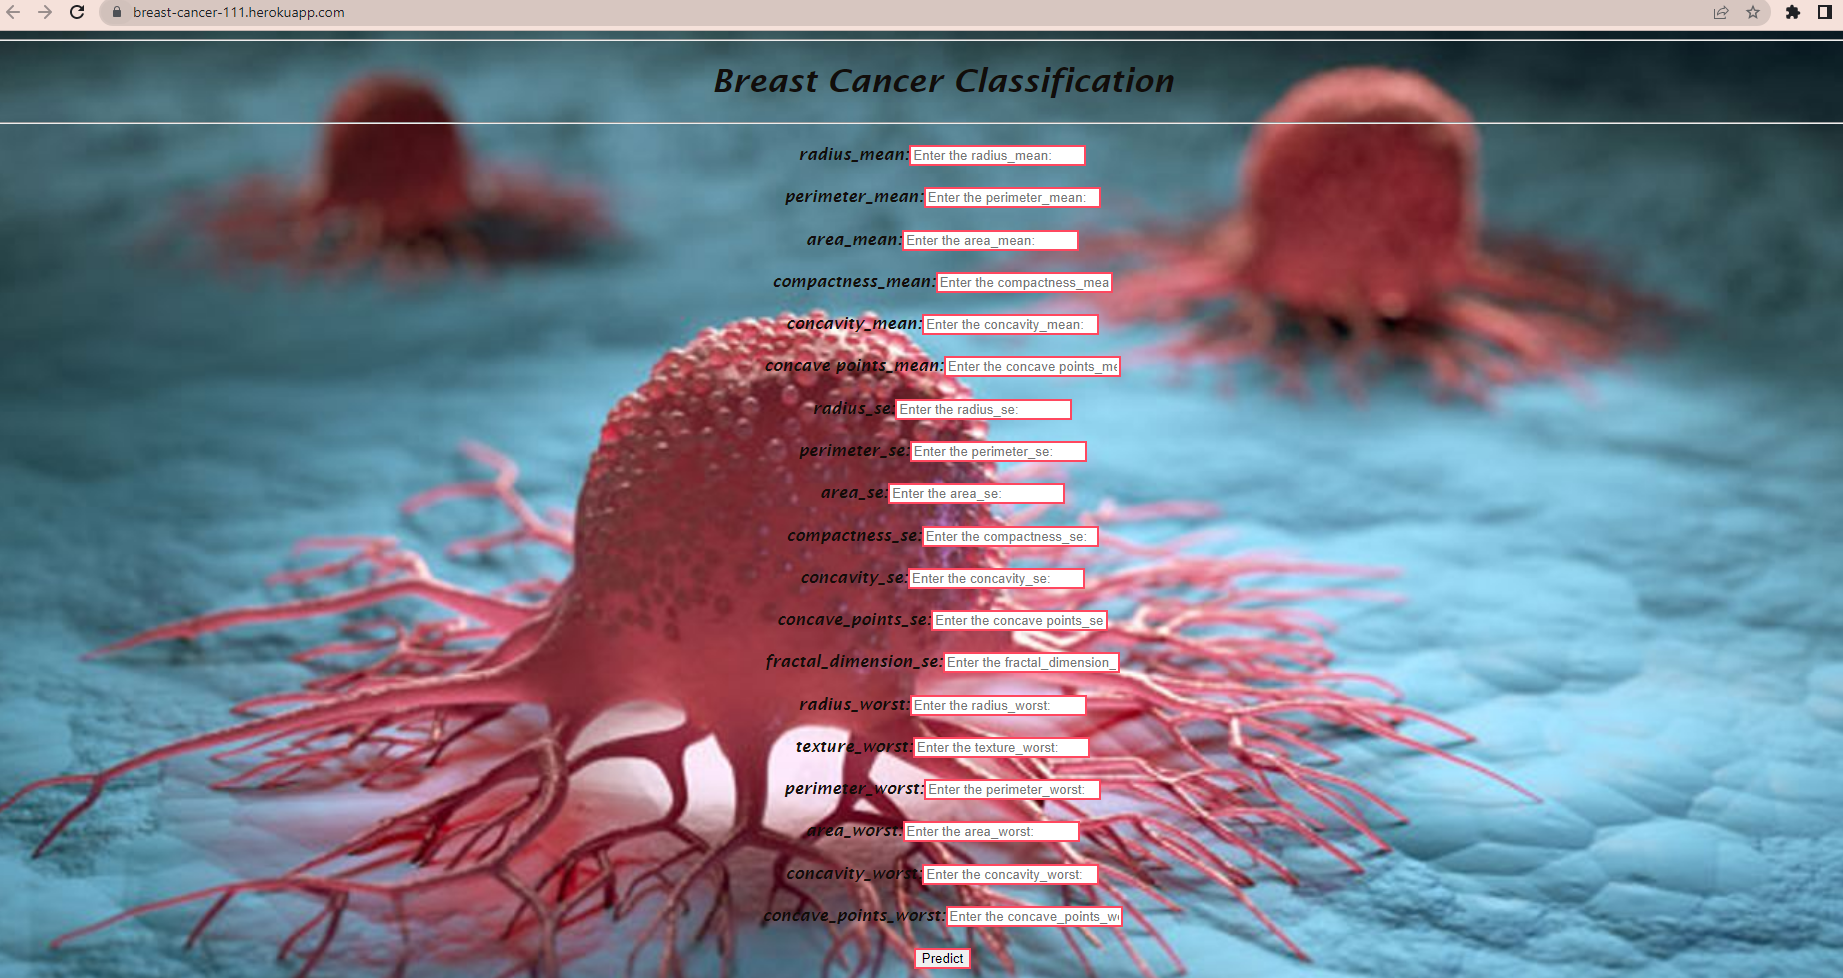 breast-cancer-111.herokuapp.com
Breast Cancer Classification
radius_mean: Enter the radius_mean:
perimeter_mean: Enter the perimeter_mean:
area_mean: Enter the area_mean:
compactness_mean: Enter the compactness_mea
concavity_mean: Enter the concavity_mean:
concave points_mean: Enter the concave points_me
radius_se: Enter the radius_se:
perimeter_se: Enter the perimeter_se:
area_se: Enter the area_se:
compactness_se: Enter the compactness_se:
concavity_se: Enter the concavity_se:
concave_points_se: Enter the concave points_se
fractal_dimension_se: Enter the fractal_dimension_
radius_worst: Enter the radius_worst:
texture_worst: Enter the texture_worst:
perimeter_worst: Enter the perimeter_worst:
area_worst: Enter the area_worst:
concavity_worst: Enter the concavity_worst:
concave_points_worst: Enter the concave_points_wo
Predict